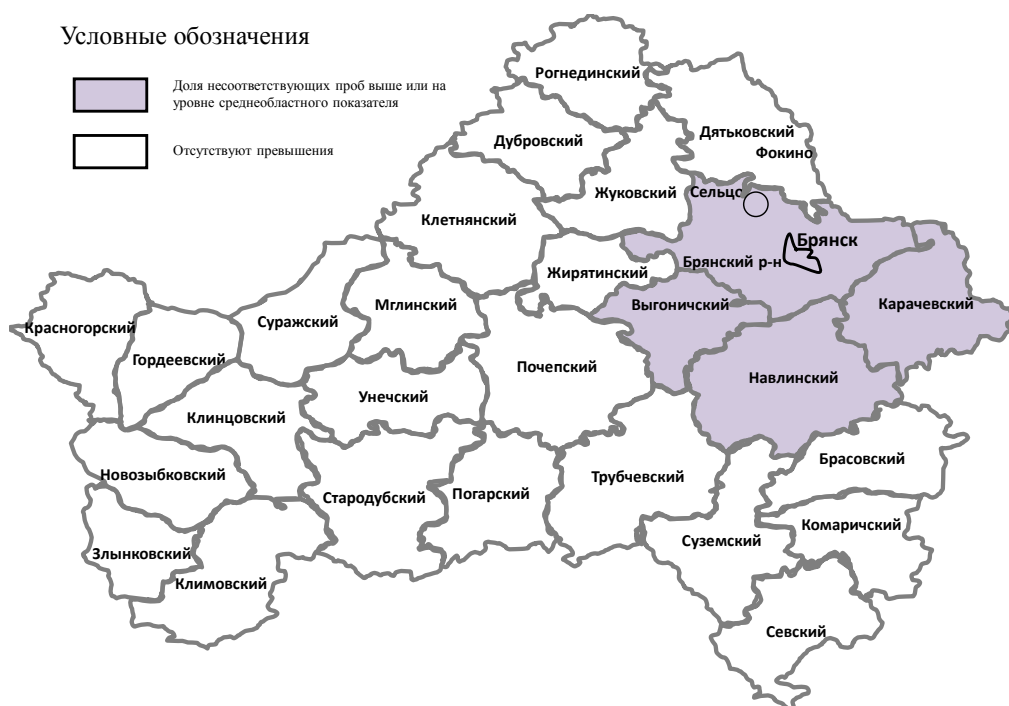 Условные обозначения
Доля несоответствующих проб выше или на
уровне среднеобластного показателя
Отсутствуют превышения
Рогнединский
Дубровский
Дятьковский
Фокино
Жуковский
Сельцо
Клетнянский
Брянск
Брянский р-н
Жирятинский
Выгоничский
Карачевский
Мглинский
Суражский
Красногорский
Гордеевский
Почепский
Навлинский
Унечский
Клинцовский
Брасовский
Новозыбковский
Стародубский
Погарский
Трубчевский
Комаричский
Суземский
Злынковский
Климовский
Севский